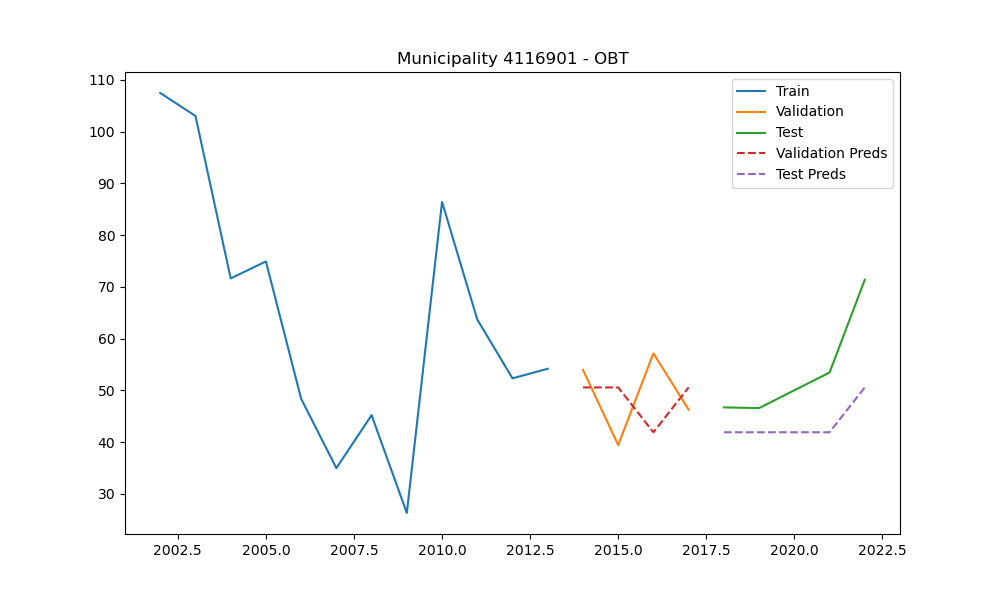 Municipality 4116901 - OBT
110
100
90
80
70
60
50
40
30
2002.5 2005.0 2007.5 2010.0 2012.5 2015.0 2017.5 2020.0 2022.5
Train
Validation
Test
Validation Preds
Test Preds